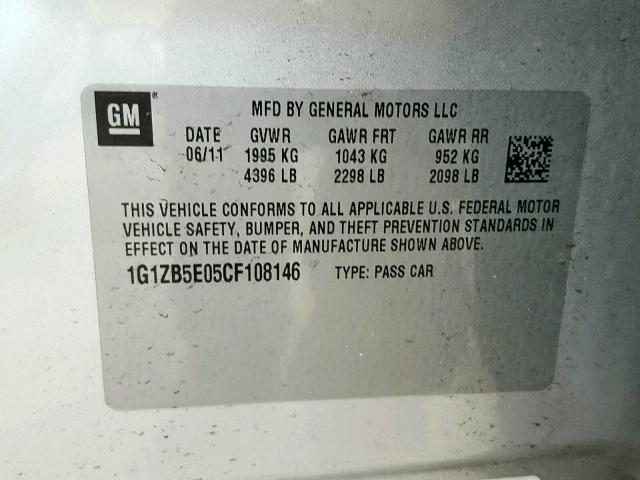 GM ®
MFD BY GENERAL MOTORS LLC
DATE GVWR GAWR FRT GAWR RR
06/11 1995 KG 1043 KG 952 KG
4396 LB 2298 LB 2098 LB
THIS VEHICLE CONFORMS TO ALL APPLICABLE U.S. FEDERAL MOTOR
VEHICLE SAFETY, BUMPER, AND THEFT PREVENTION STANDARDS IN
EFFECT ON THE DATE OF MANUFACTURE SHOWN ABOVE.
1G1ZB5E05CF108146 TYPE: PASS CAR